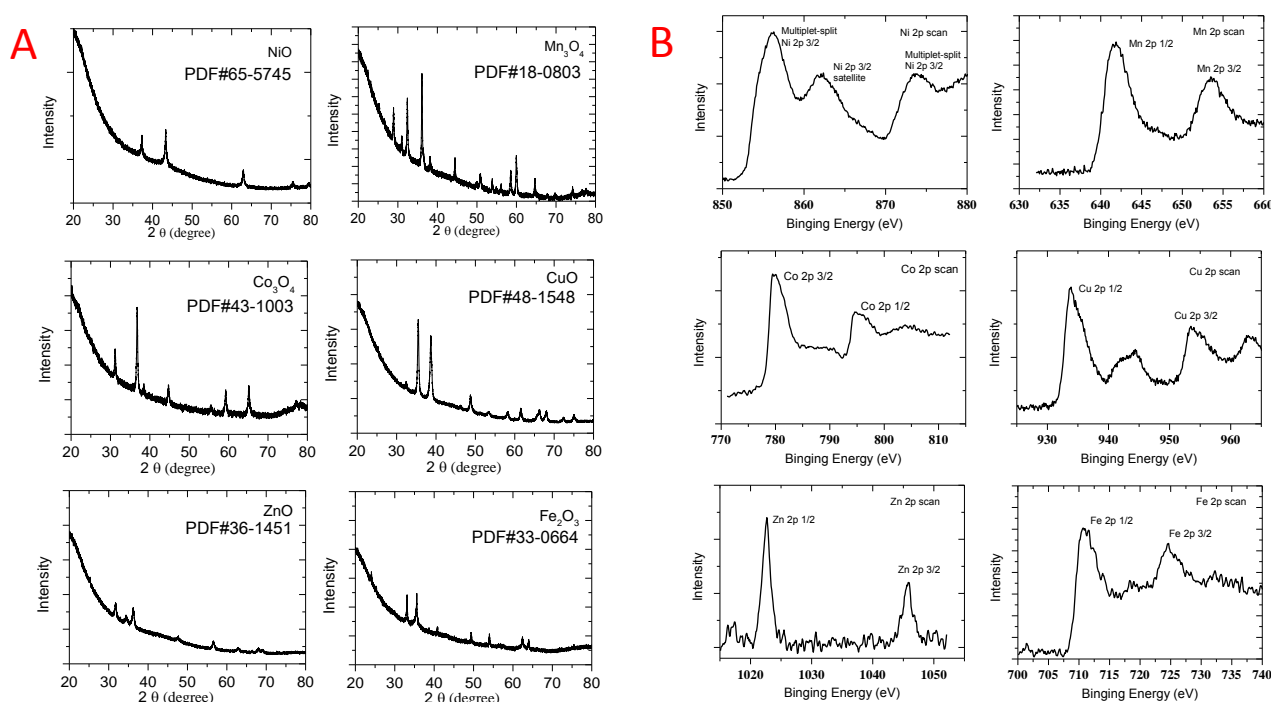 A
NiO
PDF#65-5745
Intensity
20 30 40 50 60 70 80
2 θ (degree)
Mn3O4
PDF#18-0803
Intensity
20 30 40 50 60 70 80
2 θ (degree)
Co3O4
PDF#43-1003
Intensity
20 30 40 50 60 70 80
2 θ (degree)
CuO
PDF#48-1548
Intensity
20 30 40 50 60 70 80
2 θ (degree)
ZnO
PDF#36-1451
Intensity
20 30 40 50 60 70 80
2 θ (degree)
Fe2O3
PDF#33-0664
Intensity
20 30 40 50 60 70 80
2 θ (degree)
B
Multiplet-split
Ni 2p 3/2
Ni 2p scan
Multiplet-split
Ni 2p 3/2
Ni 2p 3/2
satellite
Intensity
850 860 870 880
Binging Energy (eV)
Mn 2p 1/2
Mn 2p scan
Mn 2p 3/2
Intensity
630 640 650 660
Binging Energy (eV)
Co 2p 3/2
Co 2p scan
Co 2p 1/2
Intensity
770 780 790 800 810
Binging Energy (eV)
Cu 2p scan
Cu 2p 1/2
Cu 2p 3/2
Intensity
930 940 950 960
Binging Energy (eV)
Zn 2p scan
Zn 2p 1/2
Zn 2p 3/2
Intensity
1020 1030 1040 1050
Binging Energy (eV)
Fe 2p scan
Fe 2p 1/2
Fe 2p 3/2
Intensity
700 705 710 715 720 725 730 735 740
Binging Energy (eV)